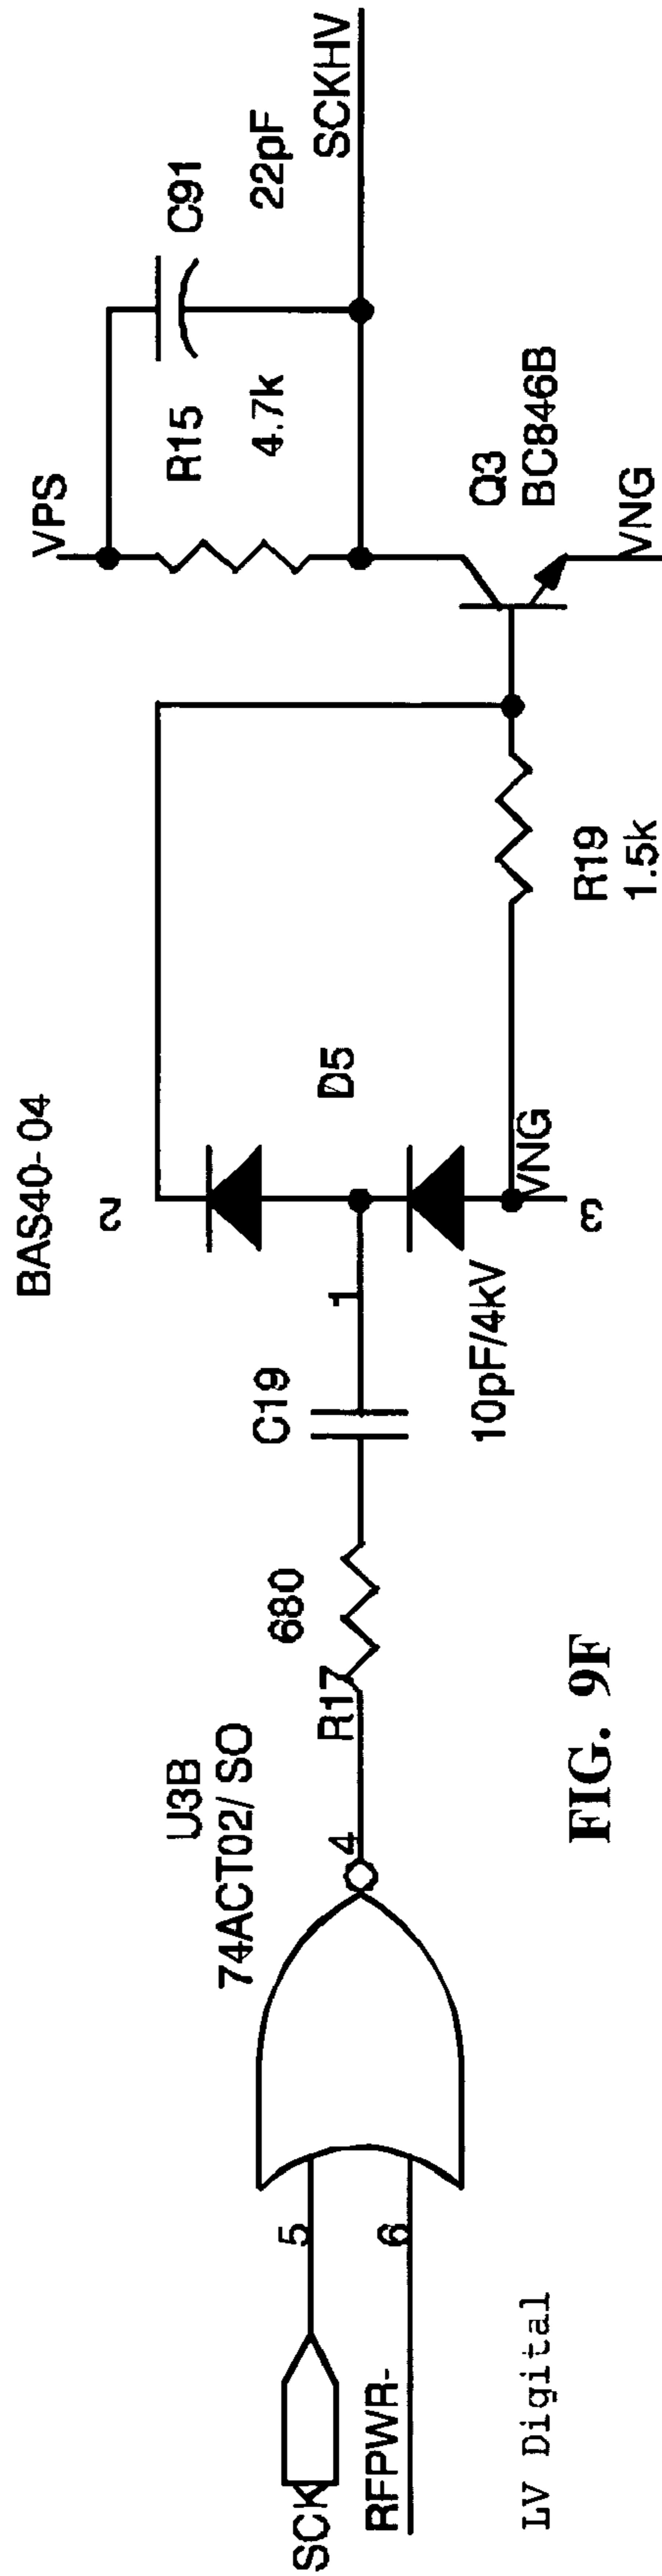 SCK
RFPWR-
LV Digital
5
6
U3B
74ACT02/ SO
4
R17
680
C19
10pF/4kV
1
BAS40-04
2
D5
VNG
3
R19
1.5k
VPS
R15
4.7k
C91
22pF
SCKHV
Q3
BC846B
VNG
FIG. 9F